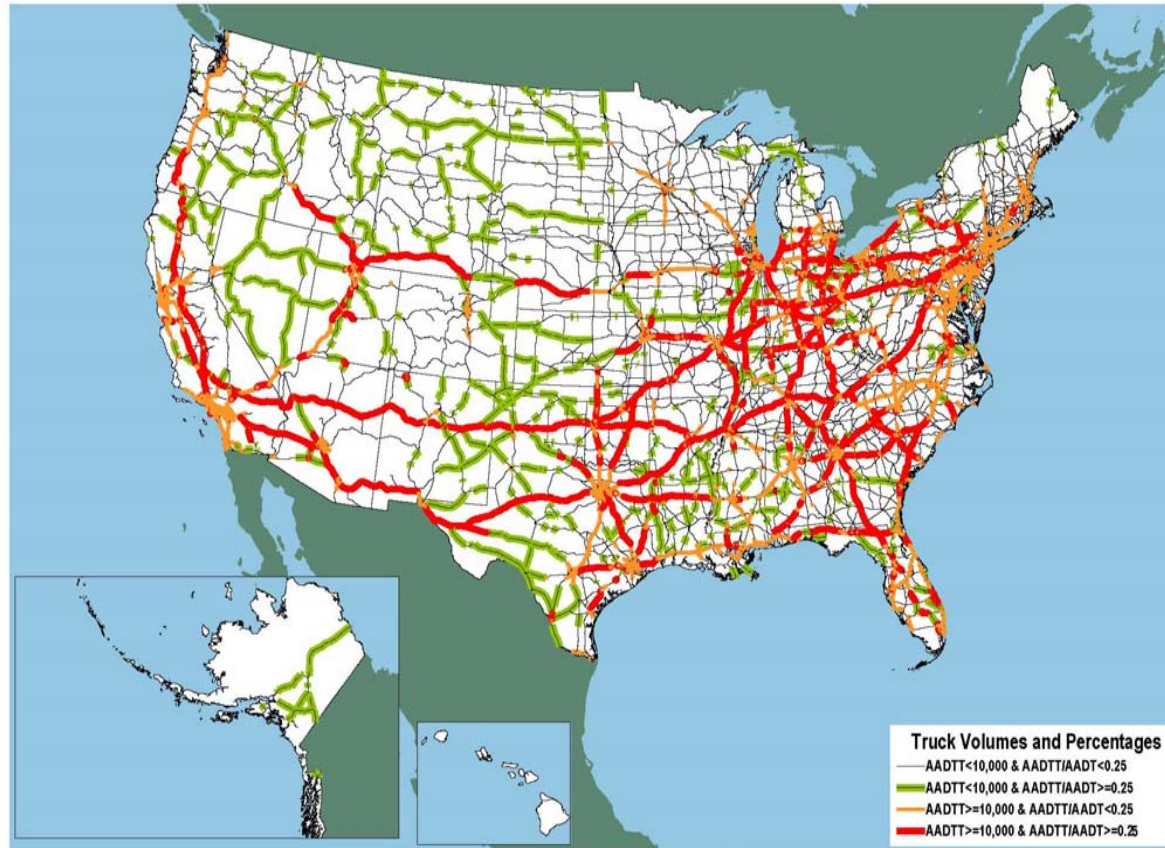 Truck Volumes and Percentages
AADTT<10,000 & AADTT/AADT<0.25
AADTT<10,000 & AADTT/AADT>=0.25
AADTT>=10,000 & AADTT/AADT<0.25
AADTT>=10,000 & AADTT/AADT>=0.25